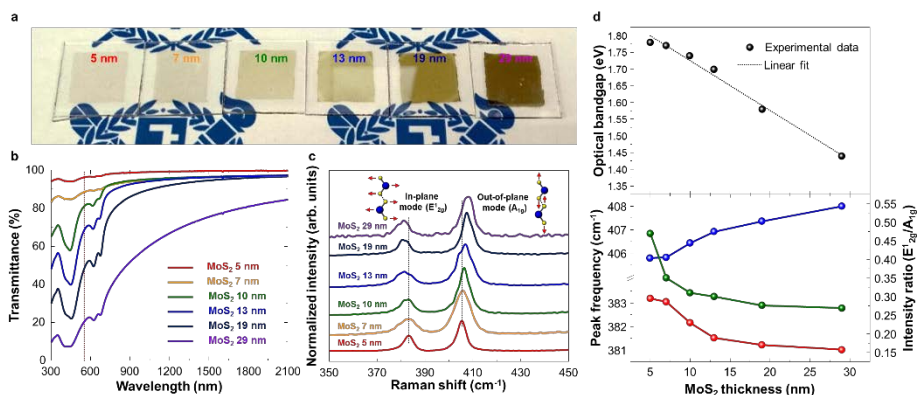 a
5 nm 7 nm 10 nm 13 nm 19 nm 29 nm
b
Transmittance (%)
100
80
60
40
20
0
MoS₂ 5 nm
MoS₂ 7 nm
MoS₂ 10 nm
MoS₂ 13 nm
MoS₂ 19 nm
MoS₂ 29 nm
300 600 900 1200 1500 1800 2100
Wavelength (nm)
c
Normalized intensity (arb. units)
In-plane
mode (E¹₂g)
Out-of-plane
mode (A₁g)
MoS₂ 29 nm
MoS₂ 19 nm
MoS₂ 13 nm
MoS₂ 10 nm
MoS₂ 7 nm
MoS₂ 5 nm
350 380 400 420 450
Raman shift (cm⁻¹)
d
Optical bandgap (eV)
1.80
1.75
1.70
1.65
1.60
1.55
1.50
1.45
1.40
1.35
Experimental data
Linear fit
Peak frequency (cm⁻¹)
408
406
383
382
381
0.55
0.50
0.45
0.40
0.35
0.30
0.25
0.20
0.15
Intensity ratio (E¹₂g/A₁g)
5 10 15 20 25 30
MoS₂ thickness (nm)